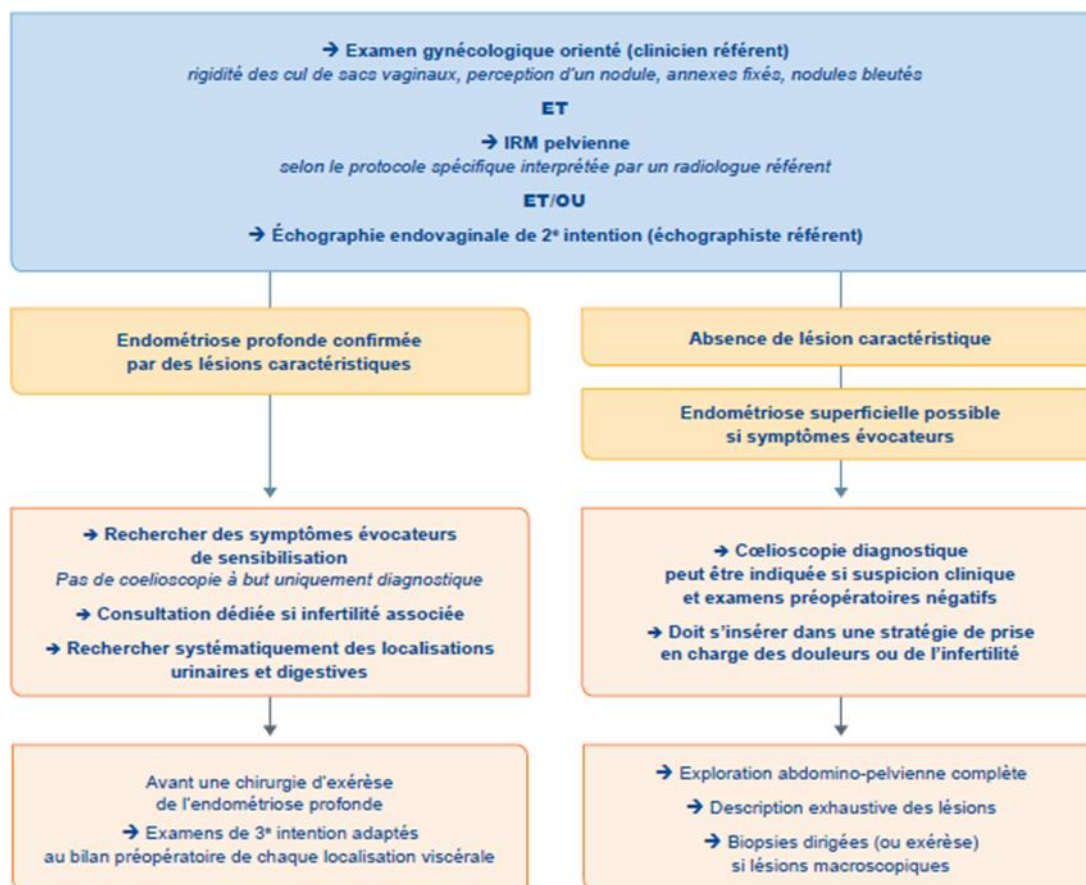 → Examen gynécologique orienté (clinicien référent)
rigidité des cul de sacs vaginaux, perception d'un nodule, annexes fixés, nodules bleutés
ET
→ IRM pelvienne
selon le protocole spécifique interprétée par un radiologue référent
ET/OU
→ Échographie endovaginale de 2e intention (échographiste référent)
Endométriose profonde confirmée
par des lésions caractéristiques
→ Rechercher des symptômes évocateurs
de sensibilisation
Pas de coelioscopie à but uniquement diagnostique
→ Consultation dédiée si infertilité associée
→ Rechercher systématiquement des localisations
urinaires et digestives
Avant une chirurgie d'exérèse
de l'endométriose profonde
→ Examens de 3e intention adaptés
au bilan préopératoire de chaque localisation viscérale
Absence de lésion caractéristique
Endométriose superficielle possible
si symptômes évocateurs
→ Cœlioscopie diagnostique
peut être indiquée si suspicion clinique
et examens préopératoires négatifs
→ Doit s'insérer dans une stratégie de prise
en charge des douleurs ou de l'infertilité
→ Exploration abdomino-pelvienne complète
→ Description exhaustive des lésions
→ Biopsies dirigées (ou exérèse)
si lésions macroscopiques